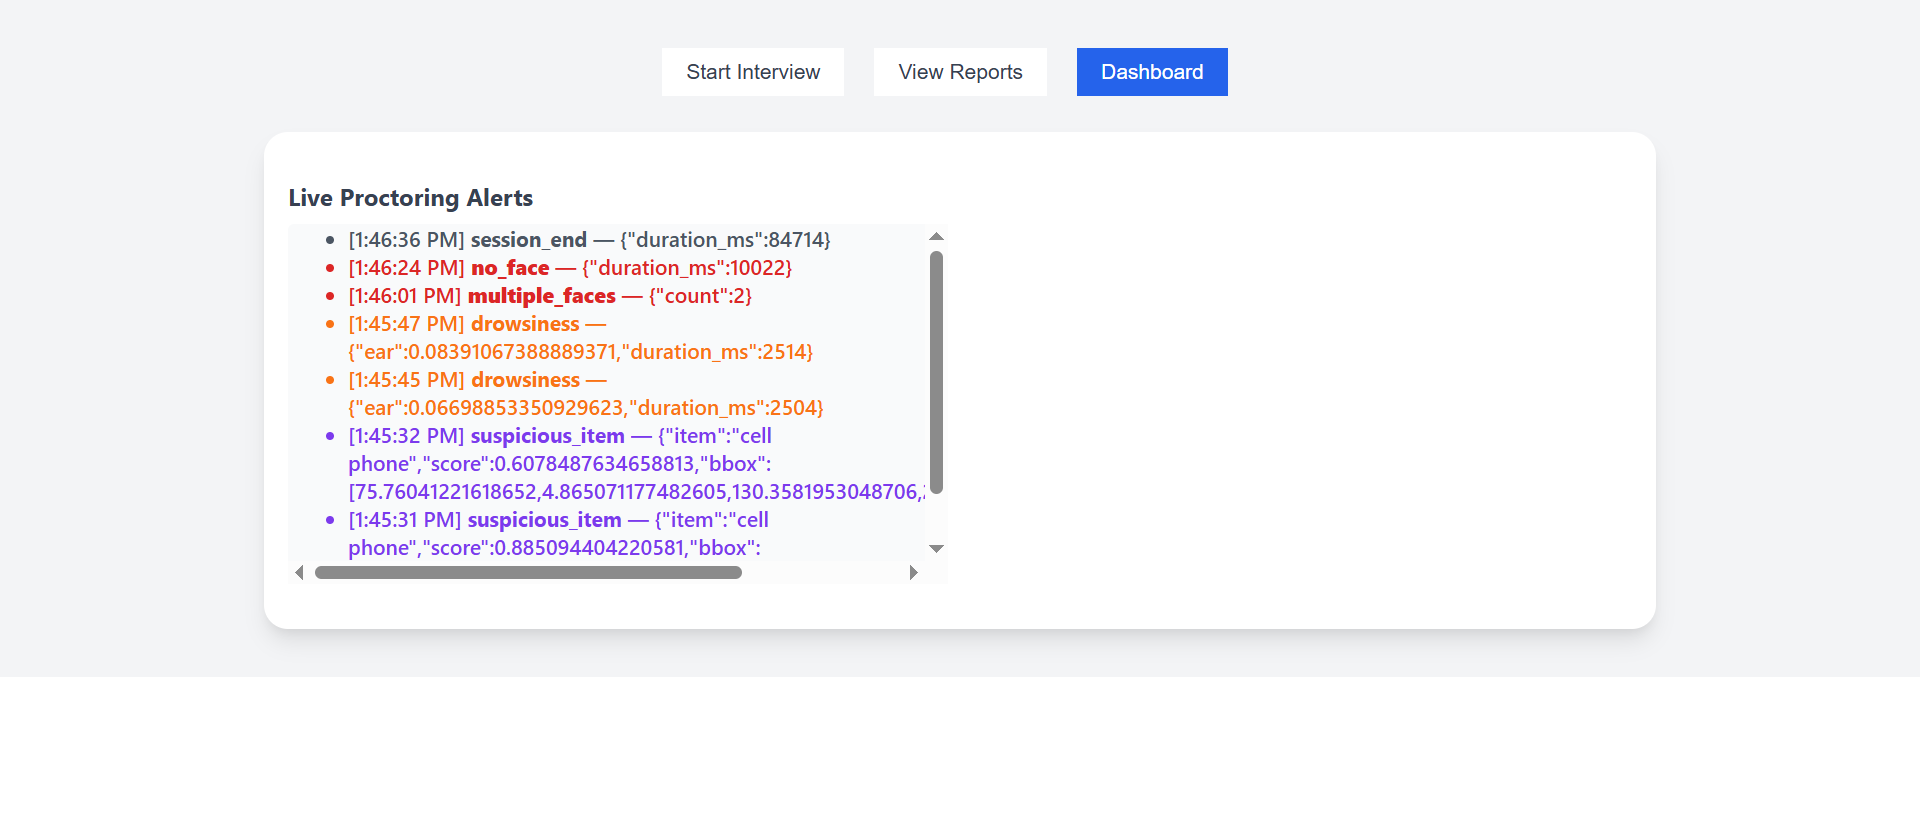 Start Interview
View Reports
Dashboard
Live Proctoring Alerts
[1:46:36 PM] session_end — {"duration_ms":84714}
[1:46:24 PM] no_face — {"duration_ms":10022}
[1:46:01 PM] multiple_faces — {"count":2}
[1:45:47 PM] drowsiness —
{"ear":0.08391067388889371,"duration_ms":2514}
[1:45:45 PM] drowsiness —
{"ear":0.06698853350929623,"duration_ms":2504}
[1:45:32 PM] suspicious_item — {"item":"cell
phone","score":0.6078487634658813,"bbox":
[75.76041221618652,4.865071177482605,130.3581953048706,
[1:45:31 PM] suspicious_item — {"item":"cell
phone","score":0.885094404220581,"bbox":